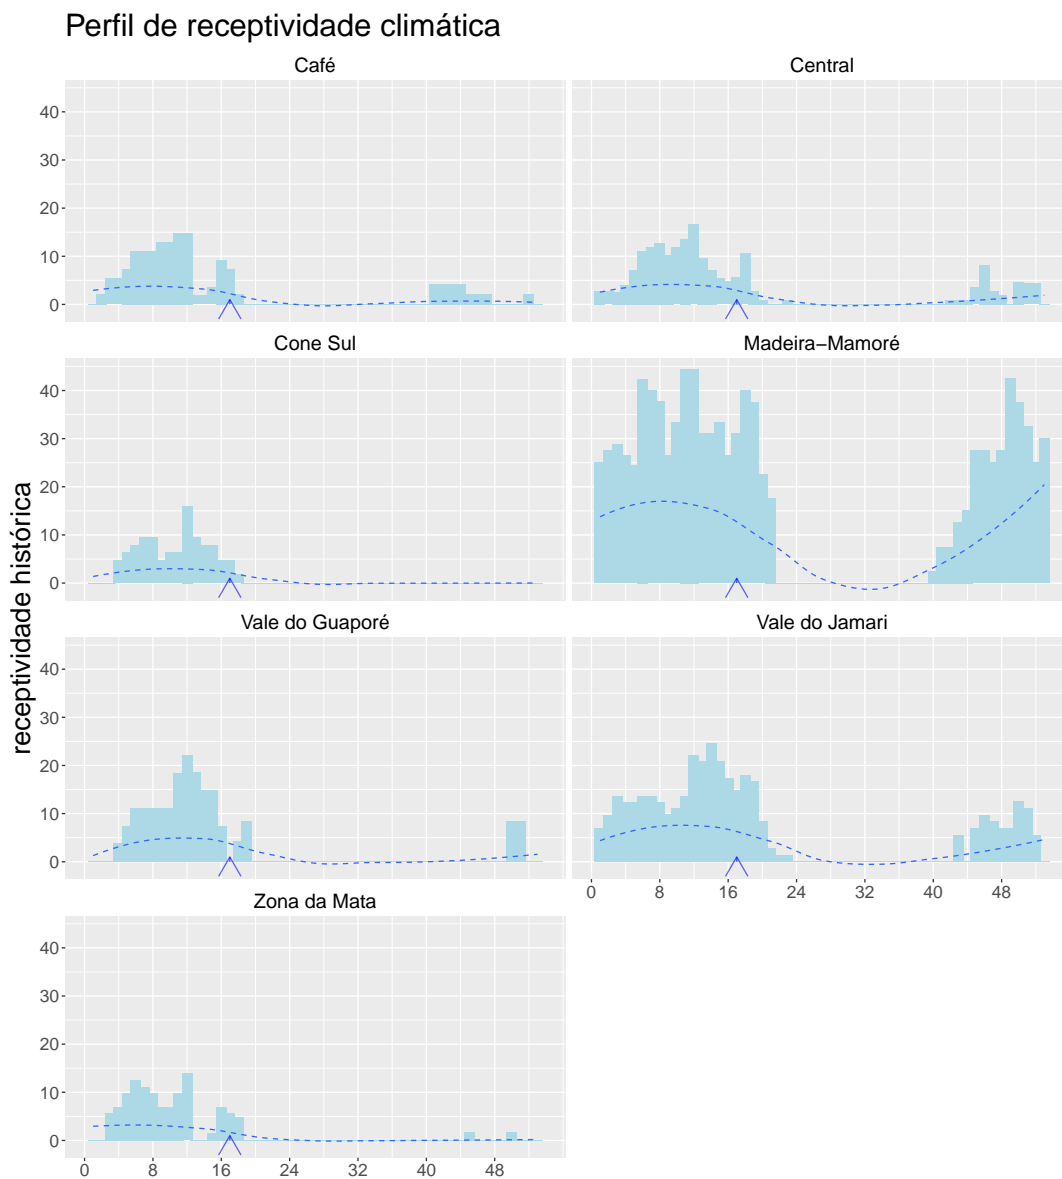 Perfil de receptividade climática
Café
Central
40
30
20
10
0
Cone Sul
Madeira−Mamoré
40
30
20
10
0
receptividade histórica
Vale do Guaporé
Vale do Jamari
40
30
20
10
0
0 8 16 24 32 40 48
Zona da Mata
40
30
20
10
0
0 8 16 24 32 40 48